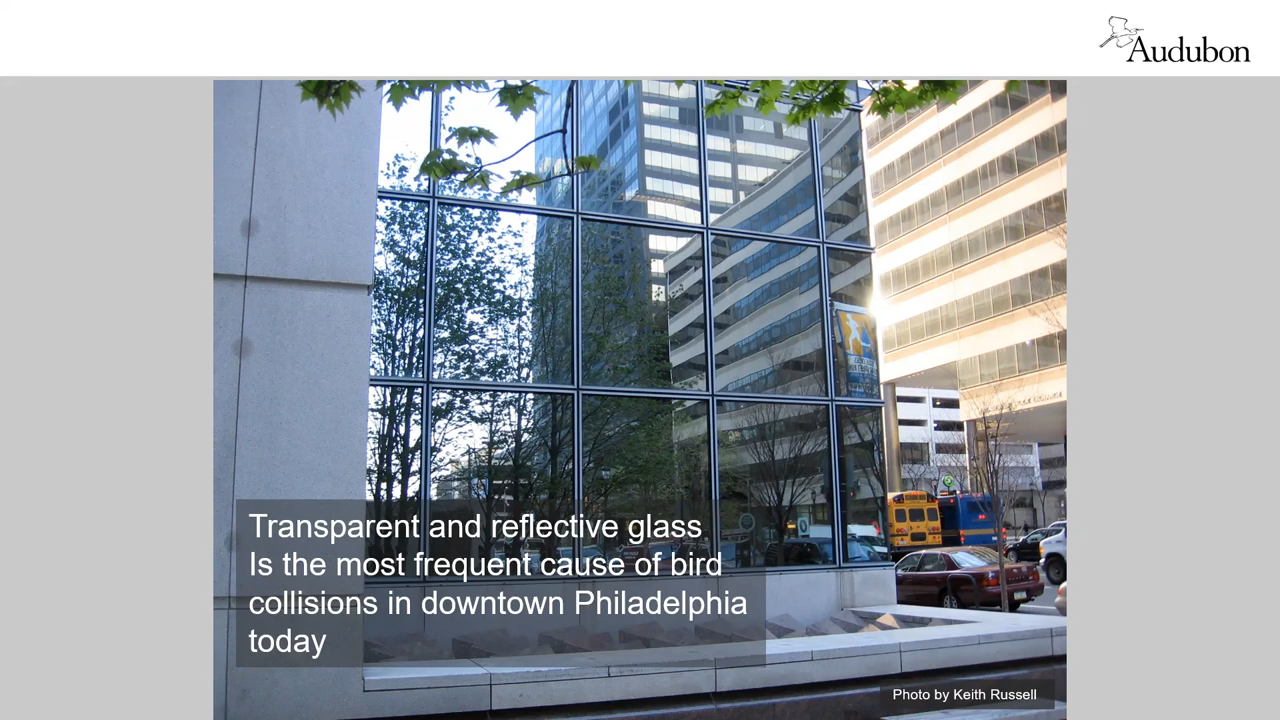 Audubon
Transparent and reflective glass
Is the most frequent cause of bird
collisions in downtown Philadelphia
today
Photo by Keith Russell